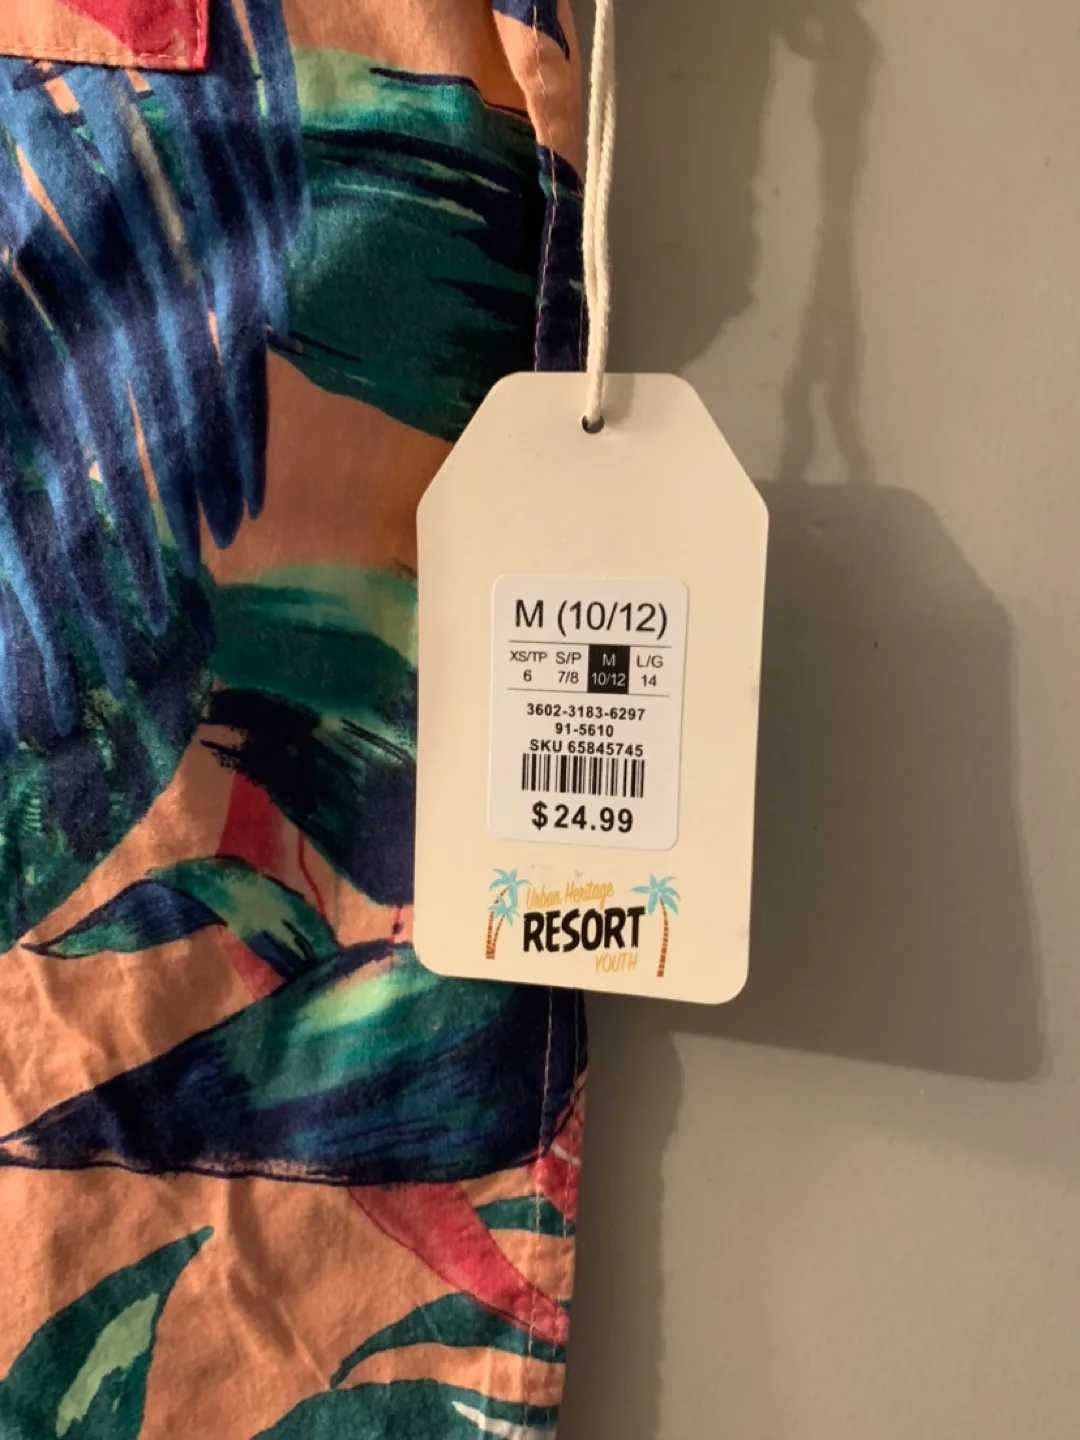 M (10/12)
XS/TP S/P M L/G
6 7/8 10/12 14
3602-3183-6297
91-5610
SKU 65845745
$24.99
Urban Heritage
RESORT
YOUTH